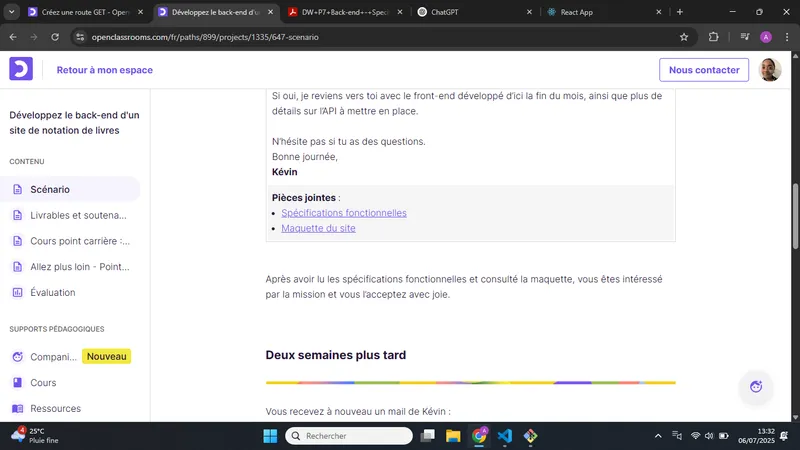 Créez une route GET - Openc
Développez le back-end d'un
DW+P7+Back-end+-+Spéci
ChatGPT
React App
openclassrooms.com/fr/paths/899/projects/1335/647-scenario
A
Retour à mon espace
Nous contacter
Développez le back-end d'un
site de notation de livres
CONTENU
Scénario
Livrables et soutena...
Cours point carrière :...
Allez plus loin - Point...
Évaluation
SUPPORTS PÉDAGOGIQUES
Compani...
Nouveau
Cours
Ressources
Si oui, je reviens vers toi avec le front-end développé d'ici la fin du mois, ainsi que plus de
détails sur l'API à mettre en place.
N'hésite pas si tu as des questions.
Bonne journée,
Kévin
Pièces jointes :
Spécifications fonctionnelles
Maquette du site
Après avoir lu les spécifications fonctionnelles et consulté la maquette, vous êtes intéressé
par la mission et vous l'acceptez avec joie.
Deux semaines plus tard
Vous recevez à nouveau un mail de Kévin :
4
25°C
Pluie fine
Rechercher
A
13:32
06/07/2025